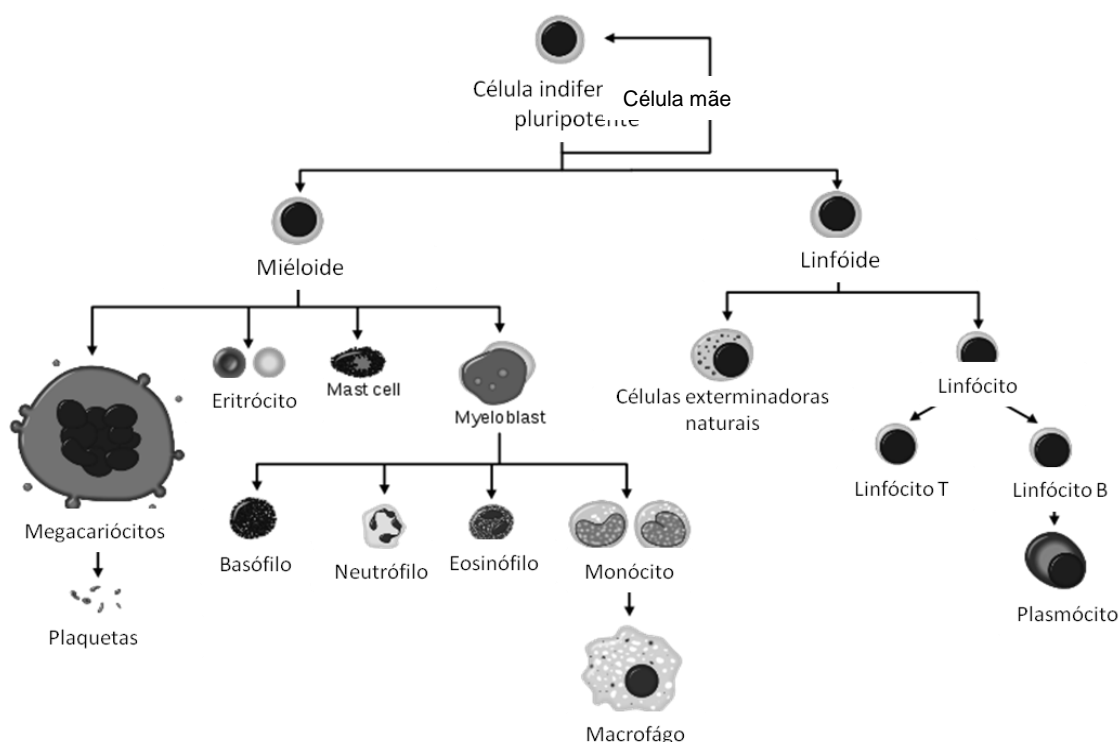 Célula indifer
Célula mãe
pluripotente
Miéloide
Linfóide
Eritrócito
Mast cell
Myeloblast
Células exterminadoras
naturais
Linfócito
Linfócito T
Linfócito B
Megacariócitos
Basófilo
Neutrófilo
Eosinófilo
Monócito
Plasmócito
Plaquetas
Macrofágo